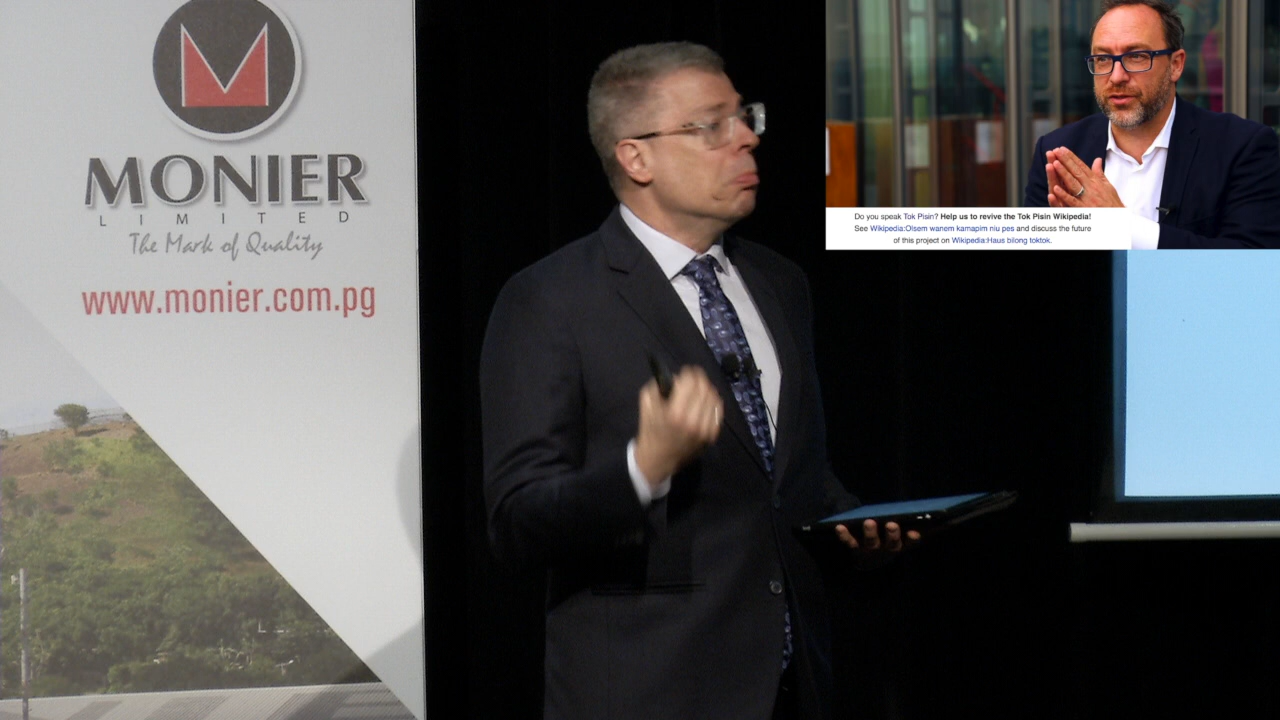 MONIER
LIMITED
The Mark of Quality
www.monier.com.pg
Do you speak Tok Pisin? Help us to revive the Tok Pisin Wikipedia!
See Wikipedia:Olsem wanem kamapim niu pes and discuss the future
of this project on Wikipedia:Haus bilong toktok.